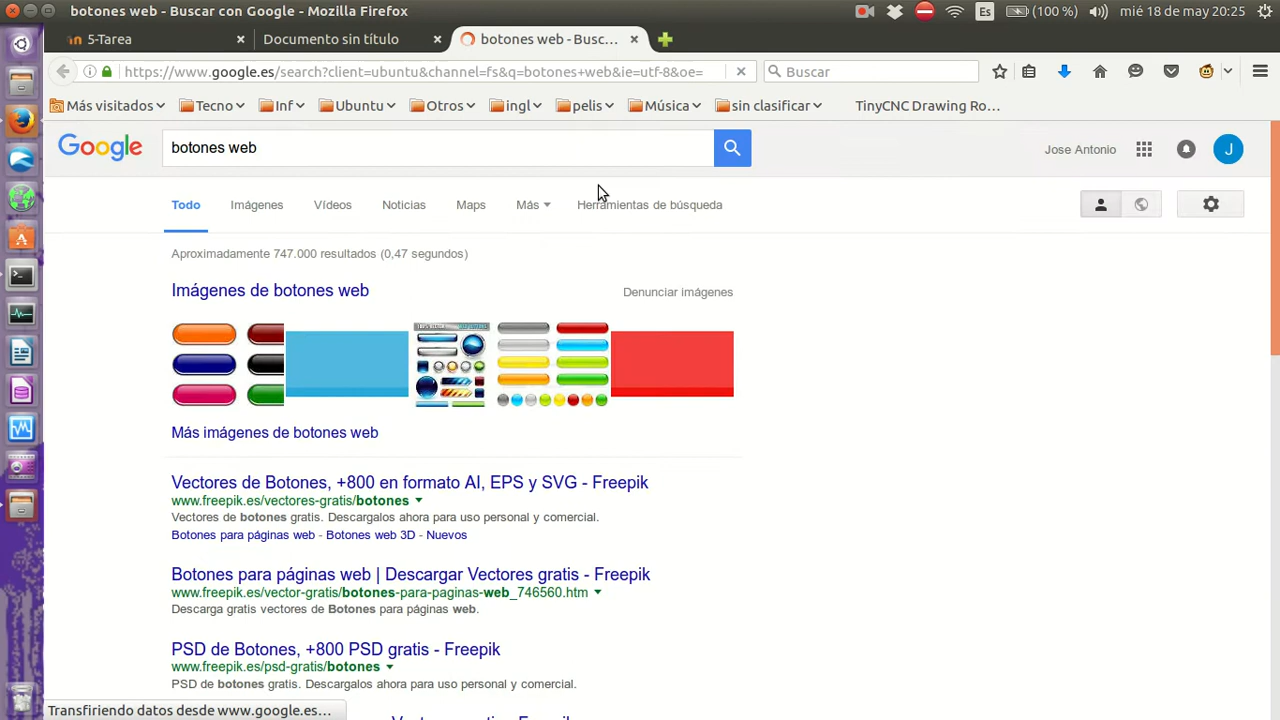 botones web - Buscar con Google - Mozilla Firefox
Es
(100 %)
mié 18 de may 20:25
5-Tarea
Documento sin título
botones web - Busc...
https://www.google.es/search?client=ubuntu&channel=fs&q=botones+web&ie=utf-8&oe=
Buscar
Más visitados
Tecno
Inf
Ubuntu
Otros
ingl
pelis
Música
sin clasificar
TinyCNC Drawing Ro...
Google
botones web
Jose Antonio
J
Todo
Imágenes
Vídeos
Noticias
Maps
Más
Herramientas de búsqueda
Aproximadamente 747.000 resultados (0,47 segundos)
Imágenes de botones web
Denunciar imágenes
Más imágenes de botones web
Vectores de Botones, +800 en formato AI, EPS y SVG - Freepik
www.freepik.es/vectores-gratis/botones
Vectores de botones gratis. Descargalos ahora para uso personal y comercial.
Botones para páginas web - Botones web 3D - Nuevos
Botones para páginas web | Descargar Vectores gratis - Freepik
www.freepik.es/vector-gratis/botones-para-paginas-web_746560.htm
Descarga gratis vectores de Botones para páginas web.
PSD de Botones, +800 PSD gratis - Freepik
www.freepik.es/psd-gratis/botones
PSD de botones gratis. Descargalos ahora para uso personal y comercial.
Transfiriendo datos desde www.google.es...